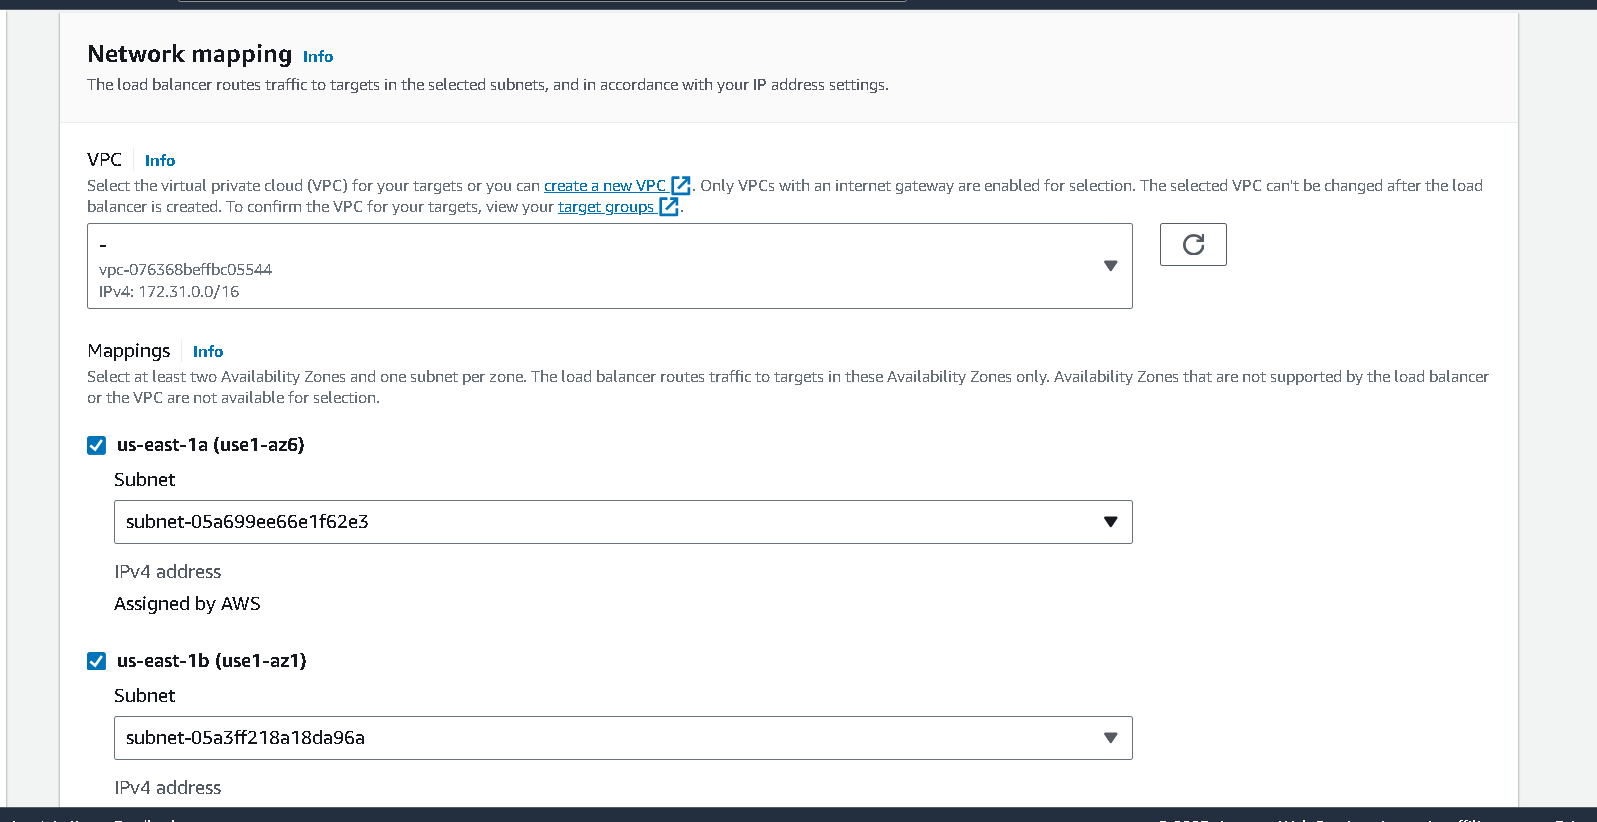 Network mapping Info
The load balancer routes traffic to targets in the selected subnets, and in accordance with your IP address settings.
VPC Info
Select the virtual private cloud (VPC) for your targets or you can create a new VPC. Only VPCs with an internet gateway are enabled for selection. The selected VPC can't be changed after the load
balancer is created. To confirm the VPC for your targets, view your target groups.
-
vpc-076368beffbc05544
IPv4: 172.31.0.0/16
Mappings Info
Select at least two Availability Zones and one subnet per zone. The load balancer routes traffic to targets in these Availability Zones only. Availability Zones that are not supported by the load balancer
or the VPC are not available for selection.
us-east-1a (use1-az6)
Subnet
subnet-05a699ee66e1f62e3
IPv4 address
Assigned by AWS
us-east-1b (use1-az1)
Subnet
subnet-05a3ff218a18da96a
IPv4 address